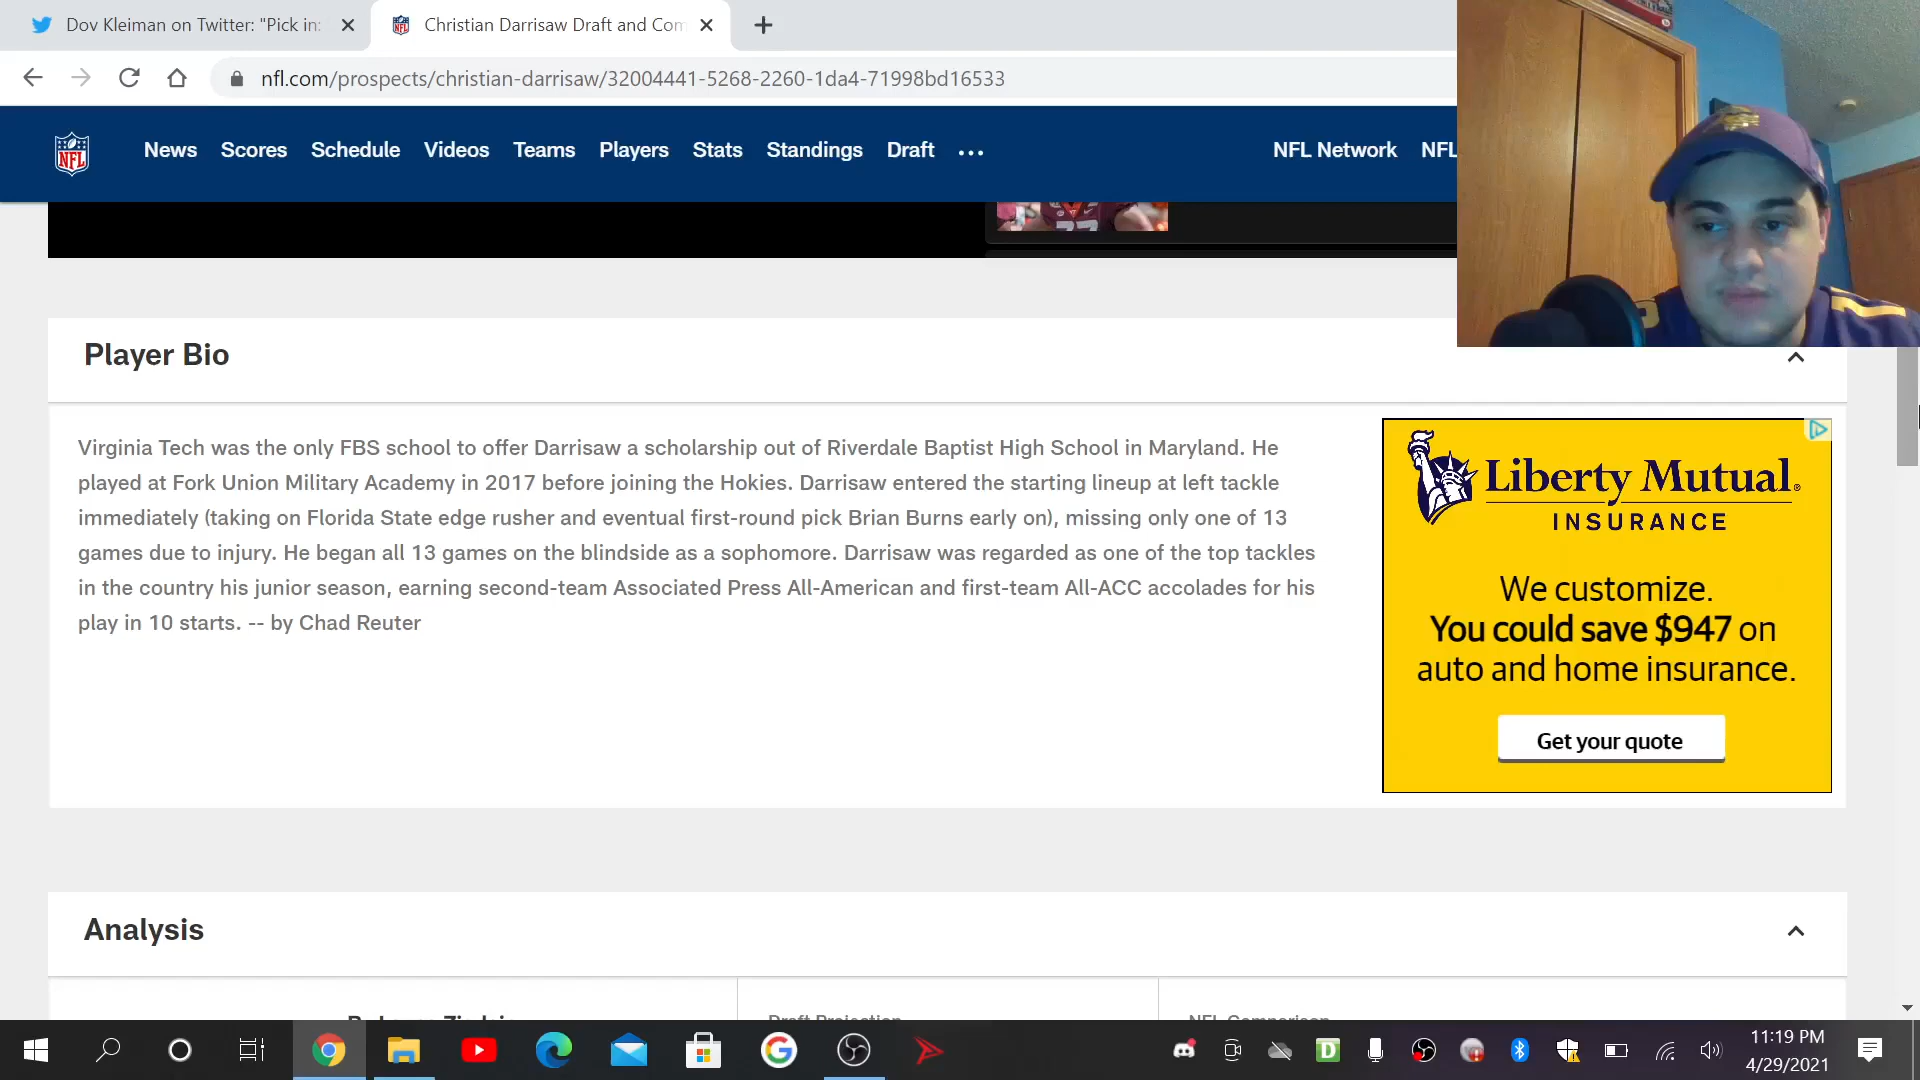 Dov Kleiman on Twitter: "Pick in:
Christian Darrisaw Draft and Com
nfl.com/prospects/christian-darrisaw/32004441-5268-2260-1da4-71998bd16533
NFL
News Scores Schedule Videos Teams Players Stats Standings Draft ... NFL Network NFL
Player Bio
Virginia Tech was the only FBS school to offer Darrisaw a scholarship out of Riverdale Baptist High School in Maryland. He
played at Fork Union Military Academy in 2017 before joining the Hokies. Darrisaw entered the starting lineup at left tackle
immediately (taking on Florida State edge rusher and eventual first-round pick Brian Burns early on), missing only one of 13
games due to injury. He began all 13 games on the blindside as a sophomore. Darrisaw was regarded as one of the top tackles
in the country his junior season, earning second-team Associated Press All-American and first-team All-ACC accolades for his
play in 10 starts. -- by Chad Reuter
Liberty Mutual.
INSURANCE
We customize.
You could save $947 on
auto and home insurance.
Get your quote
Analysis
Draft Projection
NFL Comparison
11:19 PM
4/29/2021